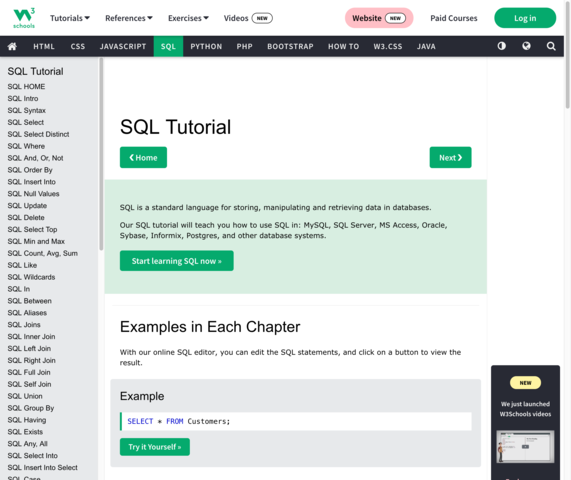 w3
schools
Tutorials
References
Exercises
Videos
NEW
Website
NEW
Paid Courses
Log in
HTML
CSS
JAVASCRIPT
SQL
PYTHON
PHP
BOOTSTRAP
HOW TO
W3.CSS
JAVA
SQL Tutorial
SQL HOME
SQL Intro
SQL Syntax
SQL Select
SQL Select Distinct
SQL Where
SQL And, Or, Not
SQL Order By
SQL Insert Into
SQL Null Values
SQL Update
SQL Delete
SQL Select Top
SQL Min and Max
SQL Count, Avg, Sum
SQL Like
SQL Wildcards
SQL In
SQL Between
SQL Aliases
SQL Joins
SQL Inner Join
SQL Left Join
SQL Right Join
SQL Full Join
SQL Self Join
SQL Union
SQL Group By
SQL Having
SQL Exists
SQL Any, All
SQL Select Into
SQL Insert Into Select
SQL Case
SQL Tutorial
❮ Home
Next ❯
SQL is a standard language for storing, manipulating and retrieving data in databases.
Our SQL tutorial will teach you how to use SQL in: MySQL, SQL Server, MS Access, Oracle,
Sybase, Informix, Postgres, and other database systems.
Start learning SQL now »
Examples in Each Chapter
With our online SQL editor, you can edit the SQL statements, and click on a button to view the
result.
Example
SELECT * FROM Customers;
Try it Yourself »
NEW
We just launched
W3Schools videos